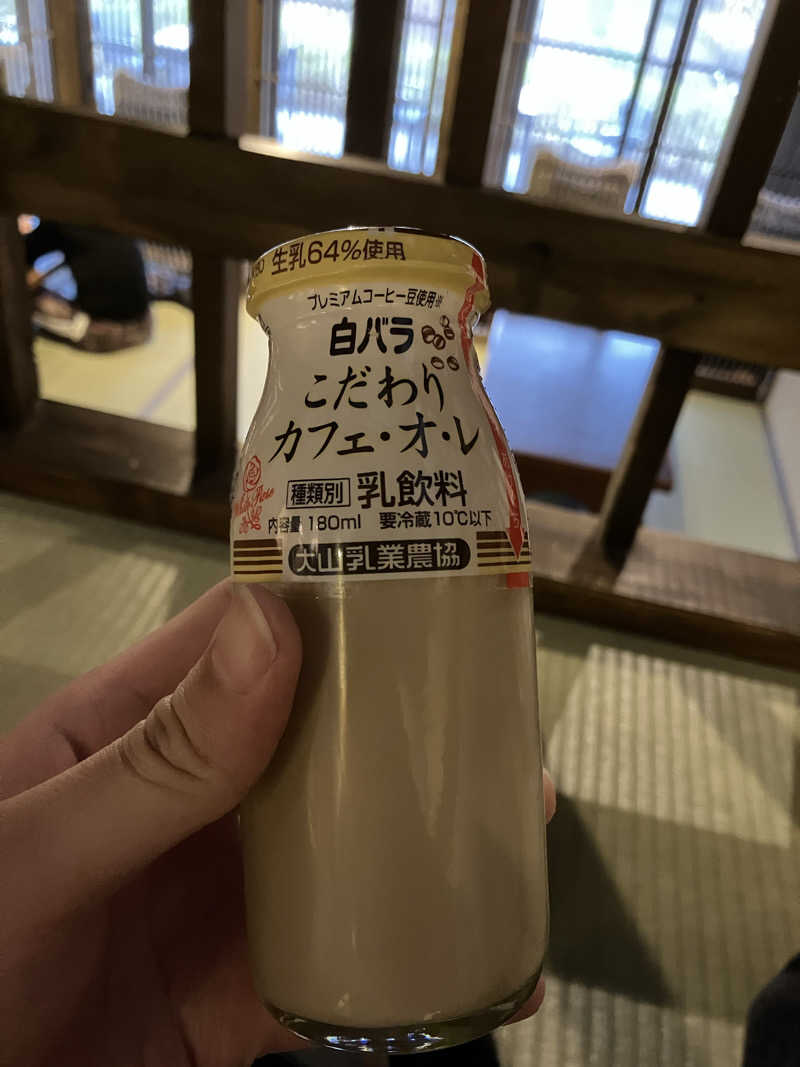 生乳64%使用
プレミアムコーヒー豆使用※
白バラ
こだわり
カフェ・オ・レ
種類別 乳飲料
内容量 180ml 要冷蔵10℃以下
大山乳業農協